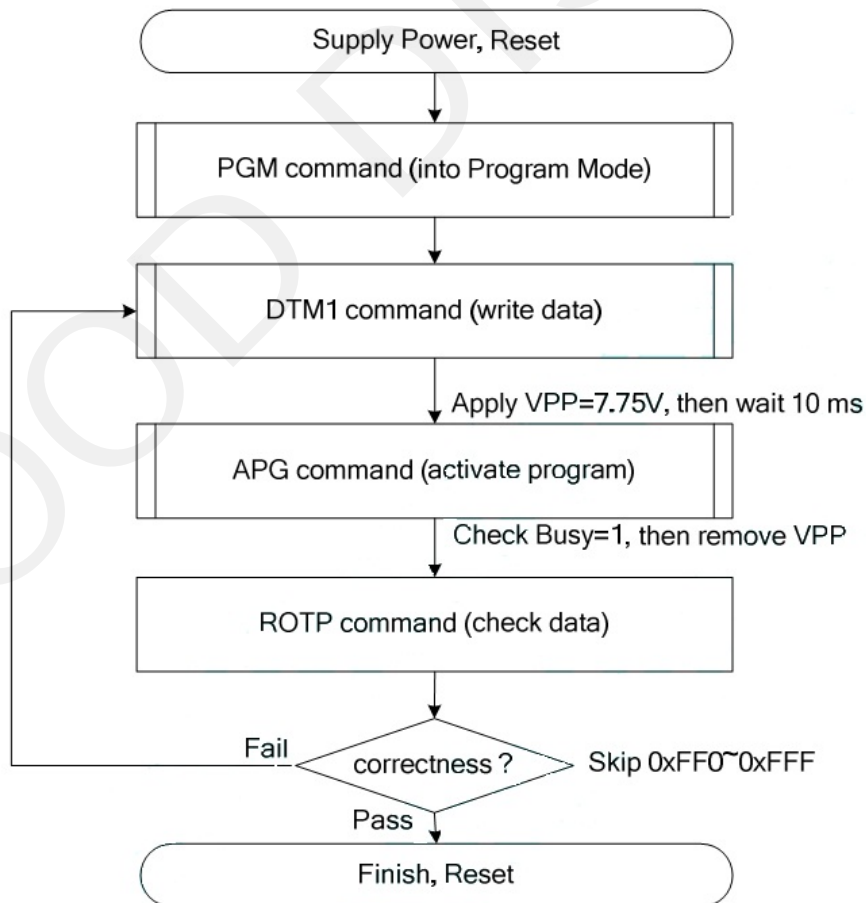 Supply Power, Reset
PGM command (into Program Mode)
DTM1 command (write data)
Apply VPP=7.75V, then wait 10 ms
APG command (activate program)
Check Busy=1, then remove VPP
ROTP command (check data)
Fail
correctness ?
Skip 0xFF0~0xFFF
Pass
Finish, Reset